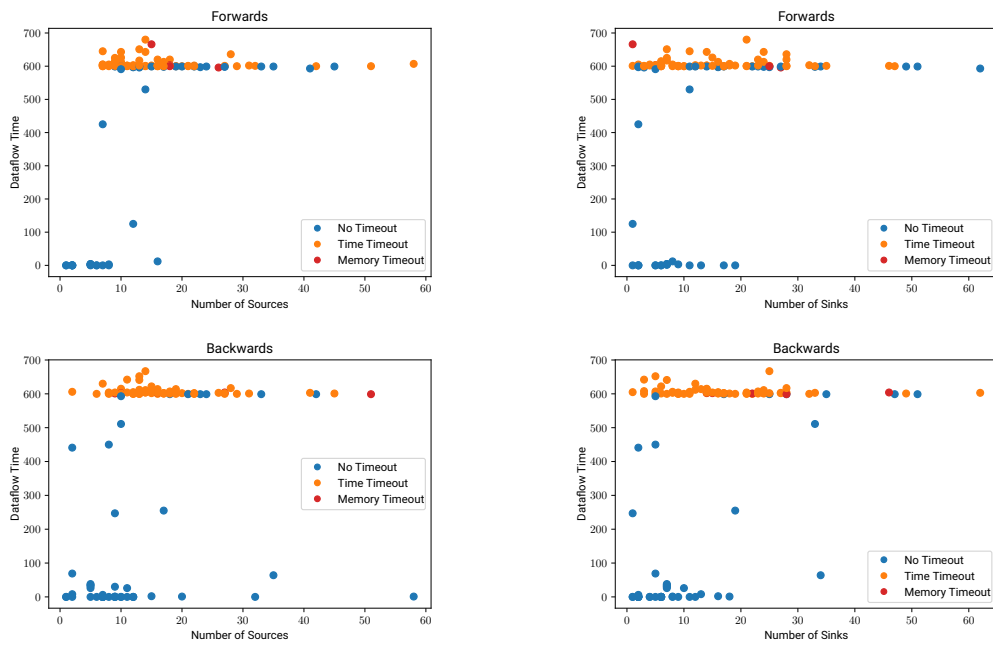 Forwards
700
600
500
400
300
200
100
0
Dataflow Time
No Timeout
Time Timeout
Memory Timeout
0 10 20 30 40 50 60
Number of Sources
Forwards
700
600
500
400
300
200
100
0
Dataflow Time
No Timeout
Time Timeout
Memory Timeout
0 10 20 30 40 50 60
Number of Sinks
Backwards
700
600
500
400
300
200
100
0
Dataflow Time
No Timeout
Time Timeout
Memory Timeout
0 10 20 30 40 50 60
Number of Sources
Backwards
700
600
500
400
300
200
100
0
Dataflow Time
No Timeout
Time Timeout
Memory Timeout
0 10 20 30 40 50 60
Number of Sinks